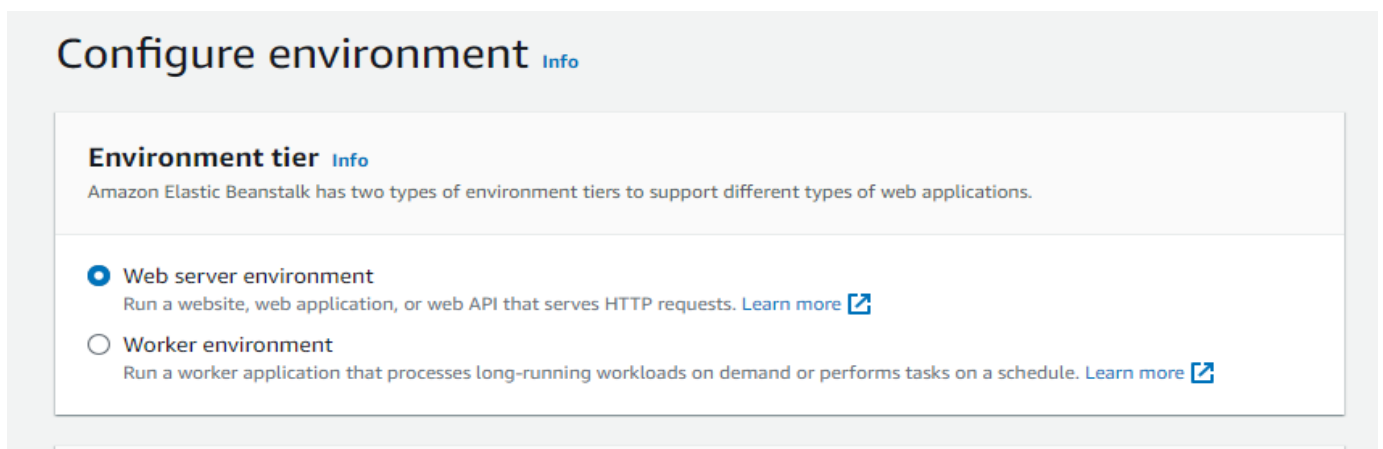 Configure environment Info
Environment tier Info
Amazon Elastic Beanstalk has two types of environment tiers to support different types of web applications.
Web server environment
Run a website, web application, or web API that serves HTTP requests. Learn more
Worker environment
Run a worker application that processes long-running workloads on demand or performs tasks on a schedule. Learn more